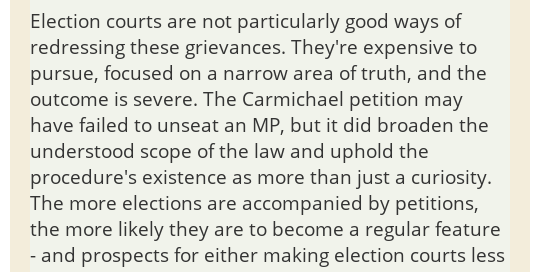 Election courts are not particularly good ways of
redressing these grievances. They're expensive to
pursue, focused on a narrow area of truth, and the
outcome is severe. The Carmichael petition may
have failed to unseat an MP, but it did broaden the
understood scope of the law and uphold the
procedure's existence as more than just a curiosity.
The more elections are accompanied by petitions,
the more likely they are to become a regular feature
- and prospects for either making election courts less